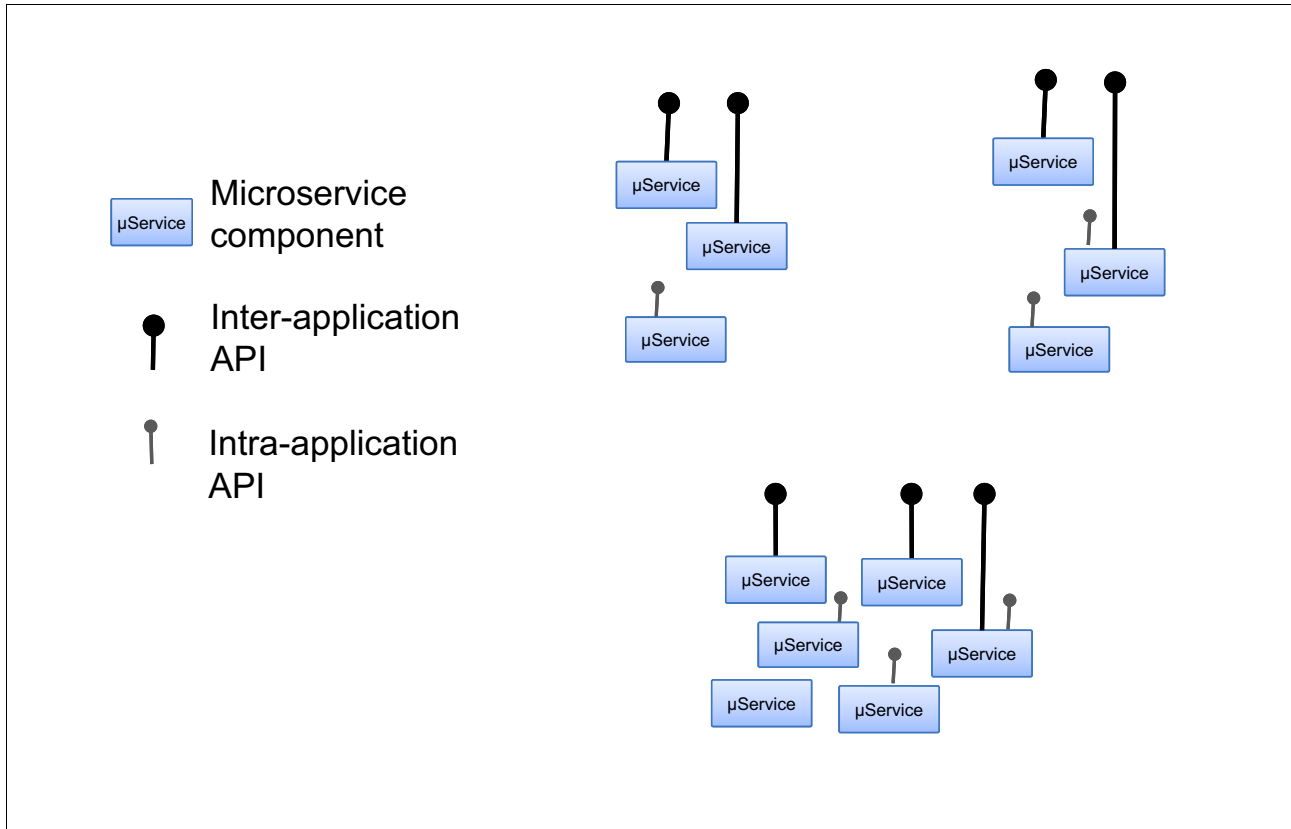 µService
Microservice
component
Inter-application
API
Intra-application
API
µService
µService
µService
µService
µService
µService
µService
µService
µService
µService
µService
µService